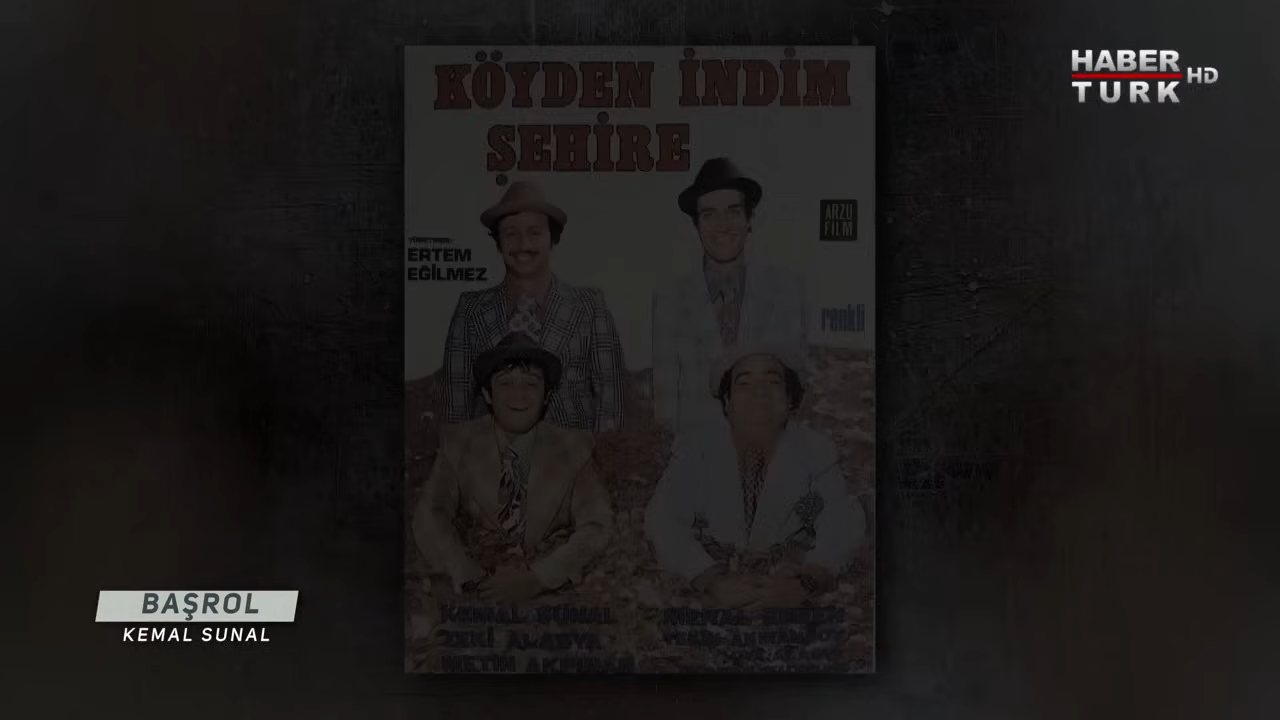 KÖYDEN İNDİM
ŞEHİRE
HABER
TURK HD
ARZU
FİLM
ERTEM
EĞİLMEZ
renkli
BAŞROL
KEMAL SUNAL
KEMAL SUNAL
ZEKİ ALASYA
METİN AKPINAR